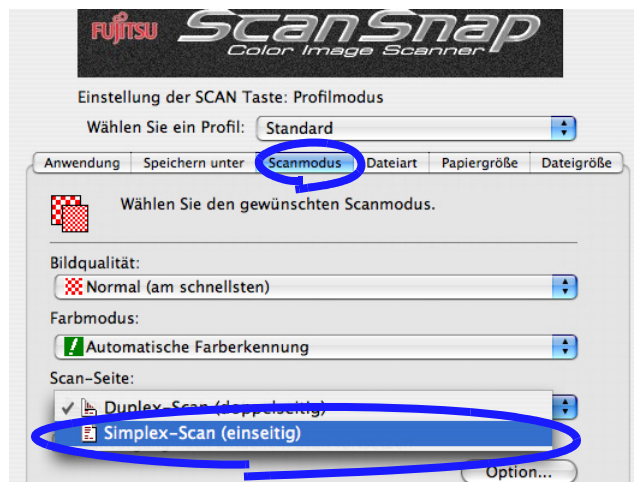 FUJITSU ScanSnap
Color Image Scanner
Einstellung der SCAN Taste: Profilmodus
Wählen Sie ein Profil: Standard
Anwendung Speichern unter Scanmodus Dateiart Papiergröße Dateigröße
Wählen Sie den gewünschten Scanmodus.
Bildqualität:
Normal (am schnellsten)
Farbmodus:
Automatische Farberkennung
Scan-Seite:
Duplex-Scan (doppelseitig)
Simplex-Scan (einseitig)
Option...